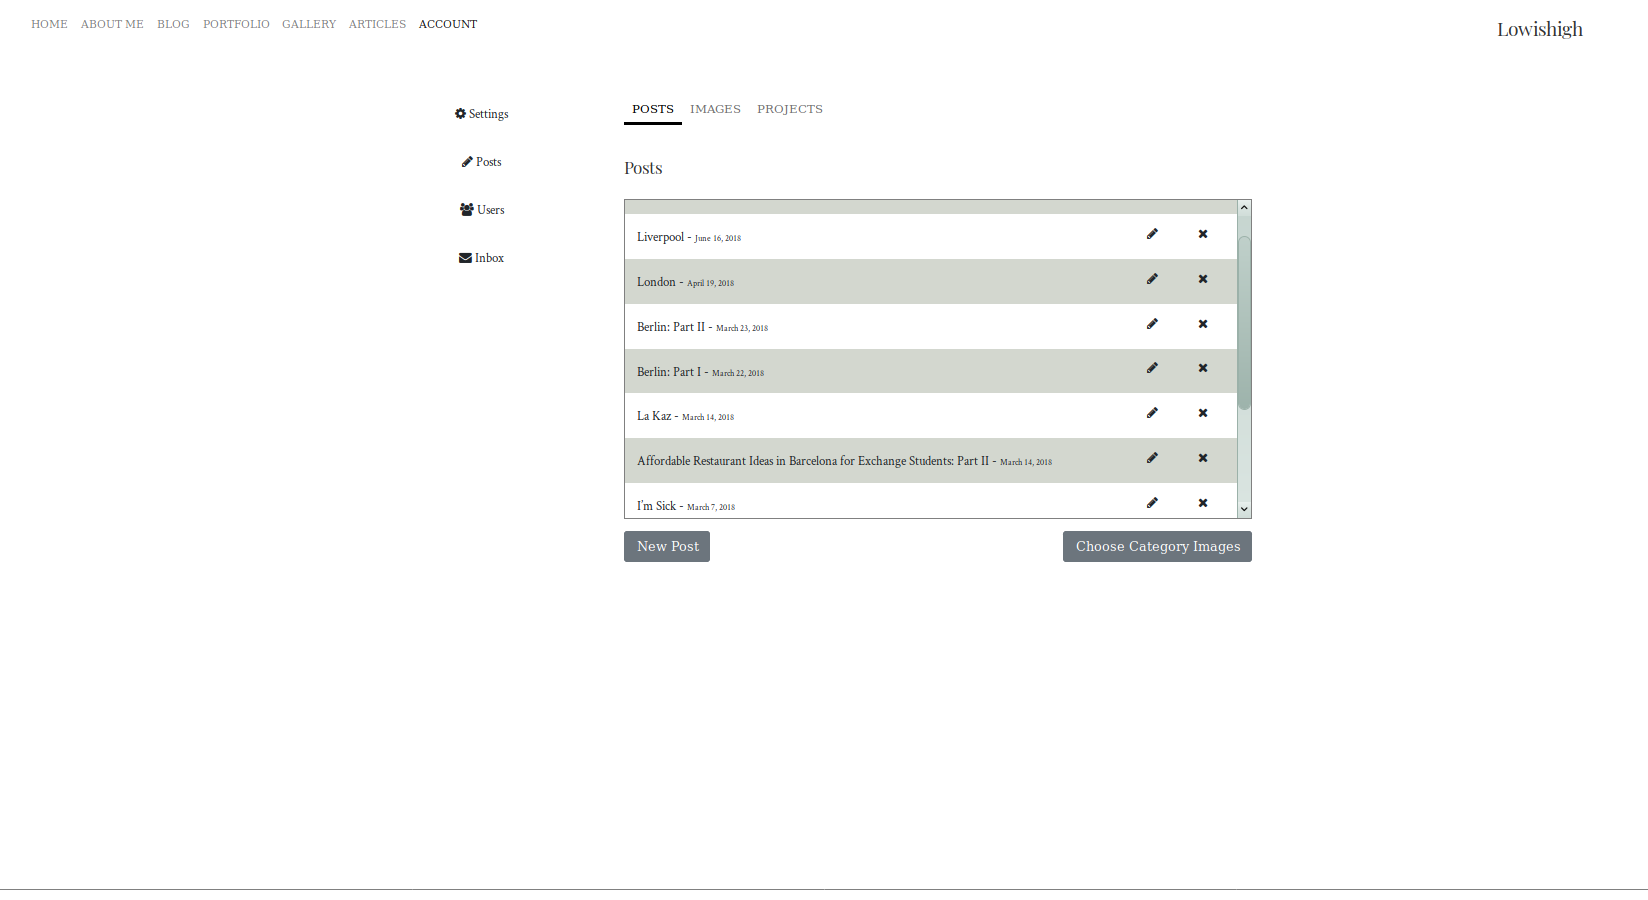 HOME ABOUT ME BLOG PORTFOLIO GALLERY ARTICLES ACCOUNT
Lowishigh
Settings
Posts
Users
Inbox
POSTS IMAGES PROJECTS
Posts
Liverpool - June 16, 2018
London - April 19, 2018
Berlin: Part II - March 23, 2018
Berlin: Part I - March 22, 2018
La Kaz - March 14, 2018
Affordable Restaurant Ideas in Barcelona for Exchange Students: Part II - March 14, 2018
I'm Sick - March 7, 2018
New Post
Choose Category Images